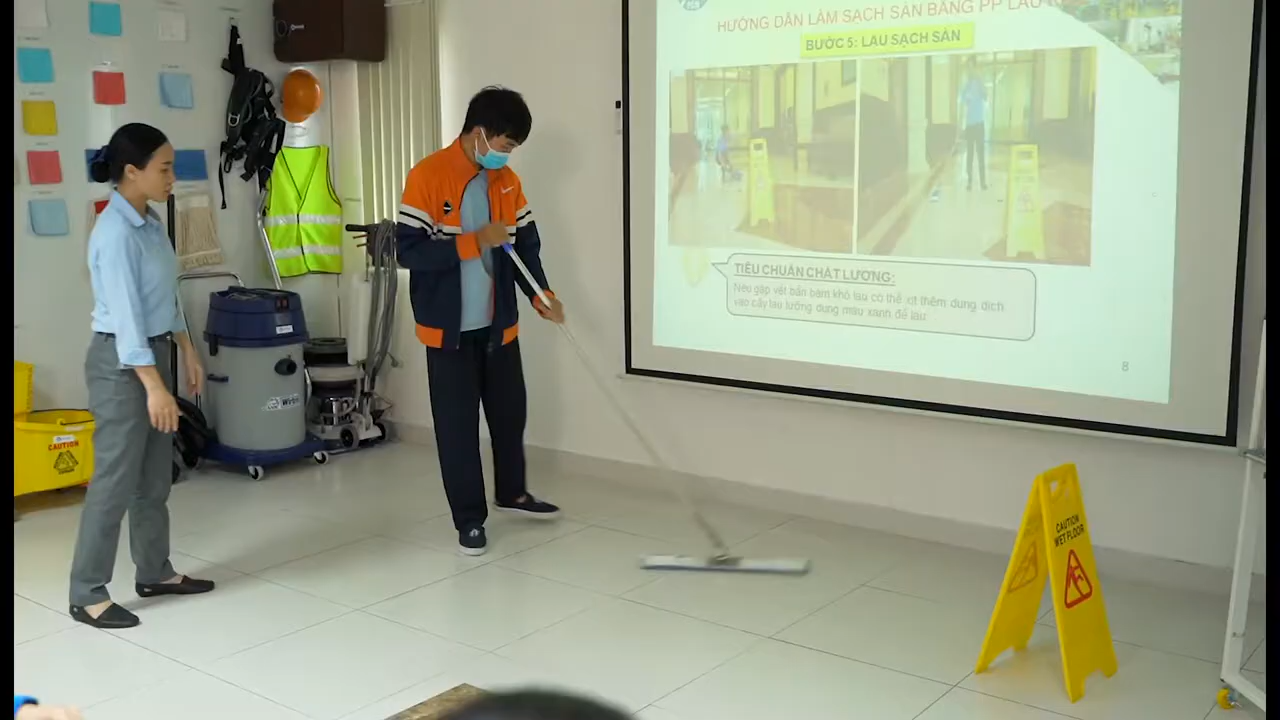 HƯỚNG DẪN LÀM SẠCH SÀN BẰNG PP LAU
BƯỚC 5: LAU SẠCH SÀN
TIÊU CHUẨN CHẤT LƯỢNG:
Nếu gặp vết bẩn bám khó lau có thể xịt thêm dung dịch
vào cây lau lưỡng dụng màu xanh để lau
8
CAUTION
CAUTION
WET FLOOR